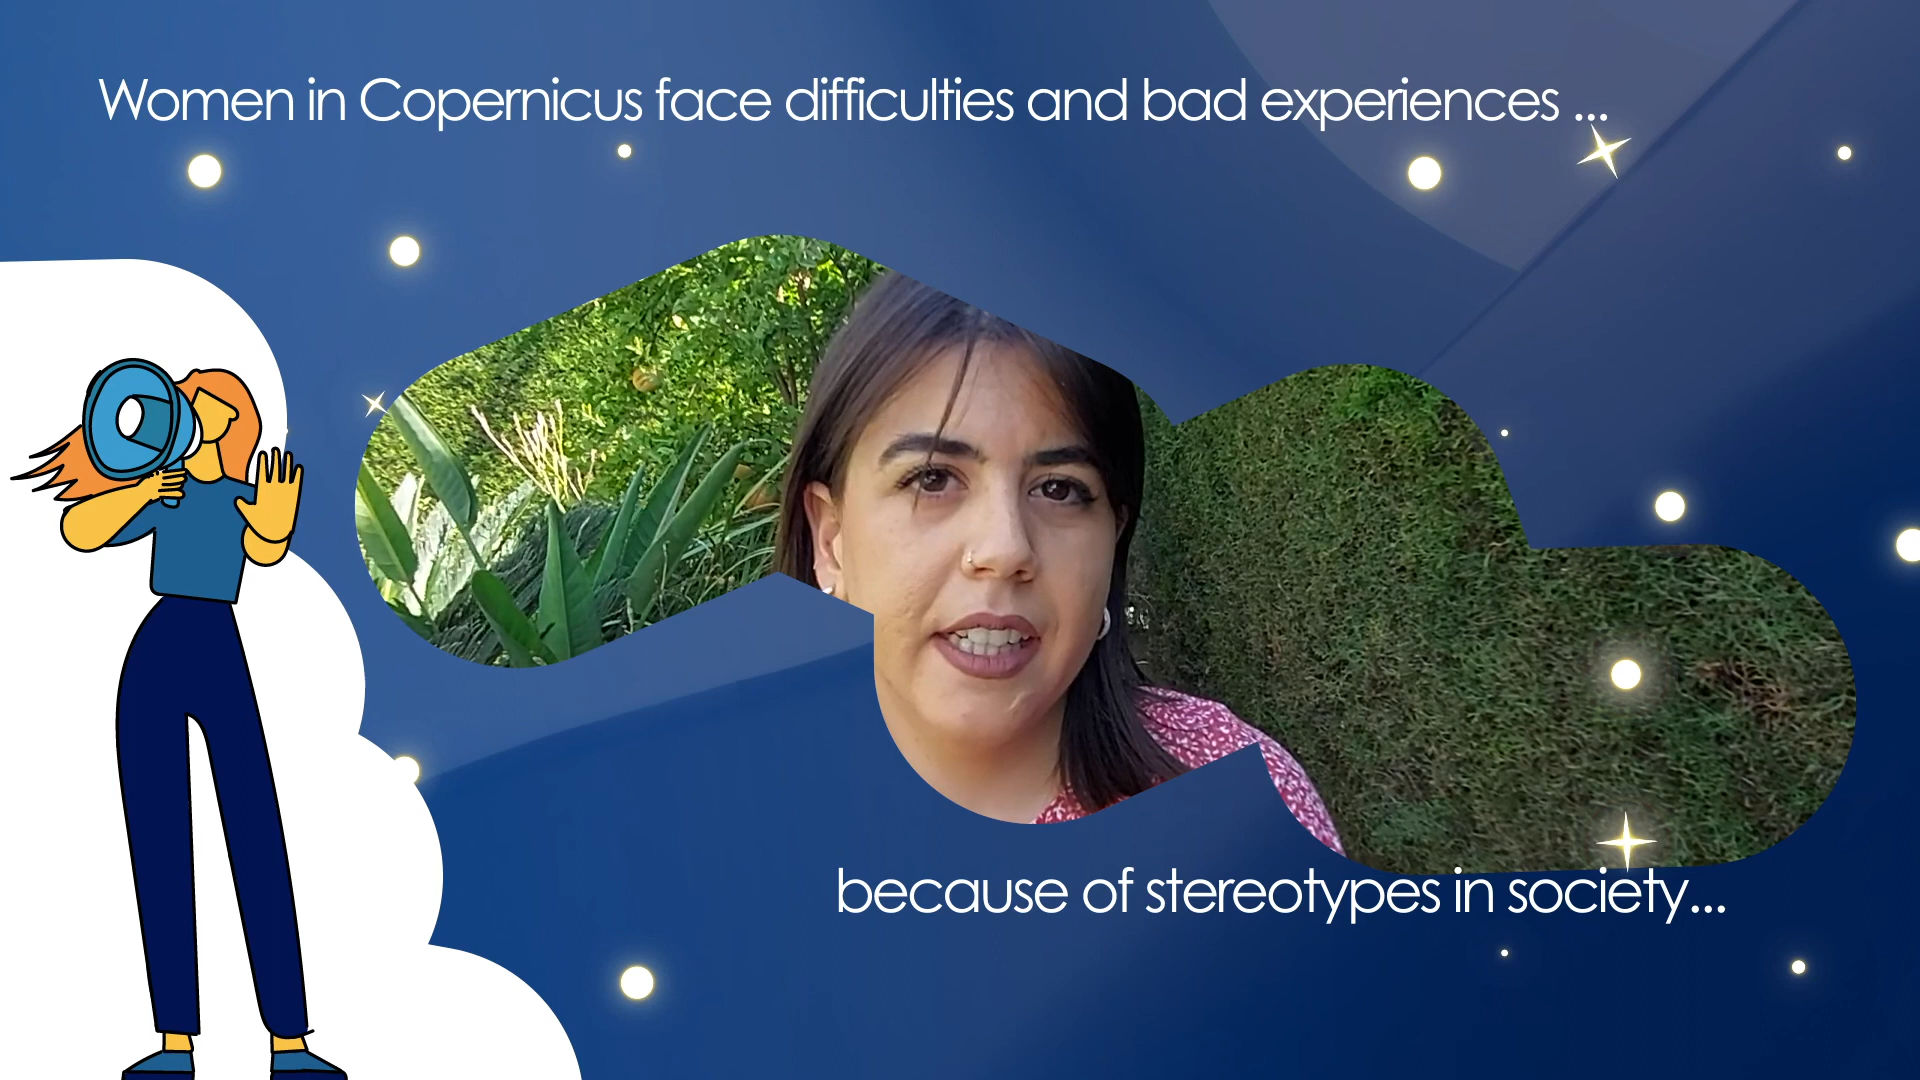 Women in Copernicus face difficulties and bad experiences ...
because of stereotypes in society...